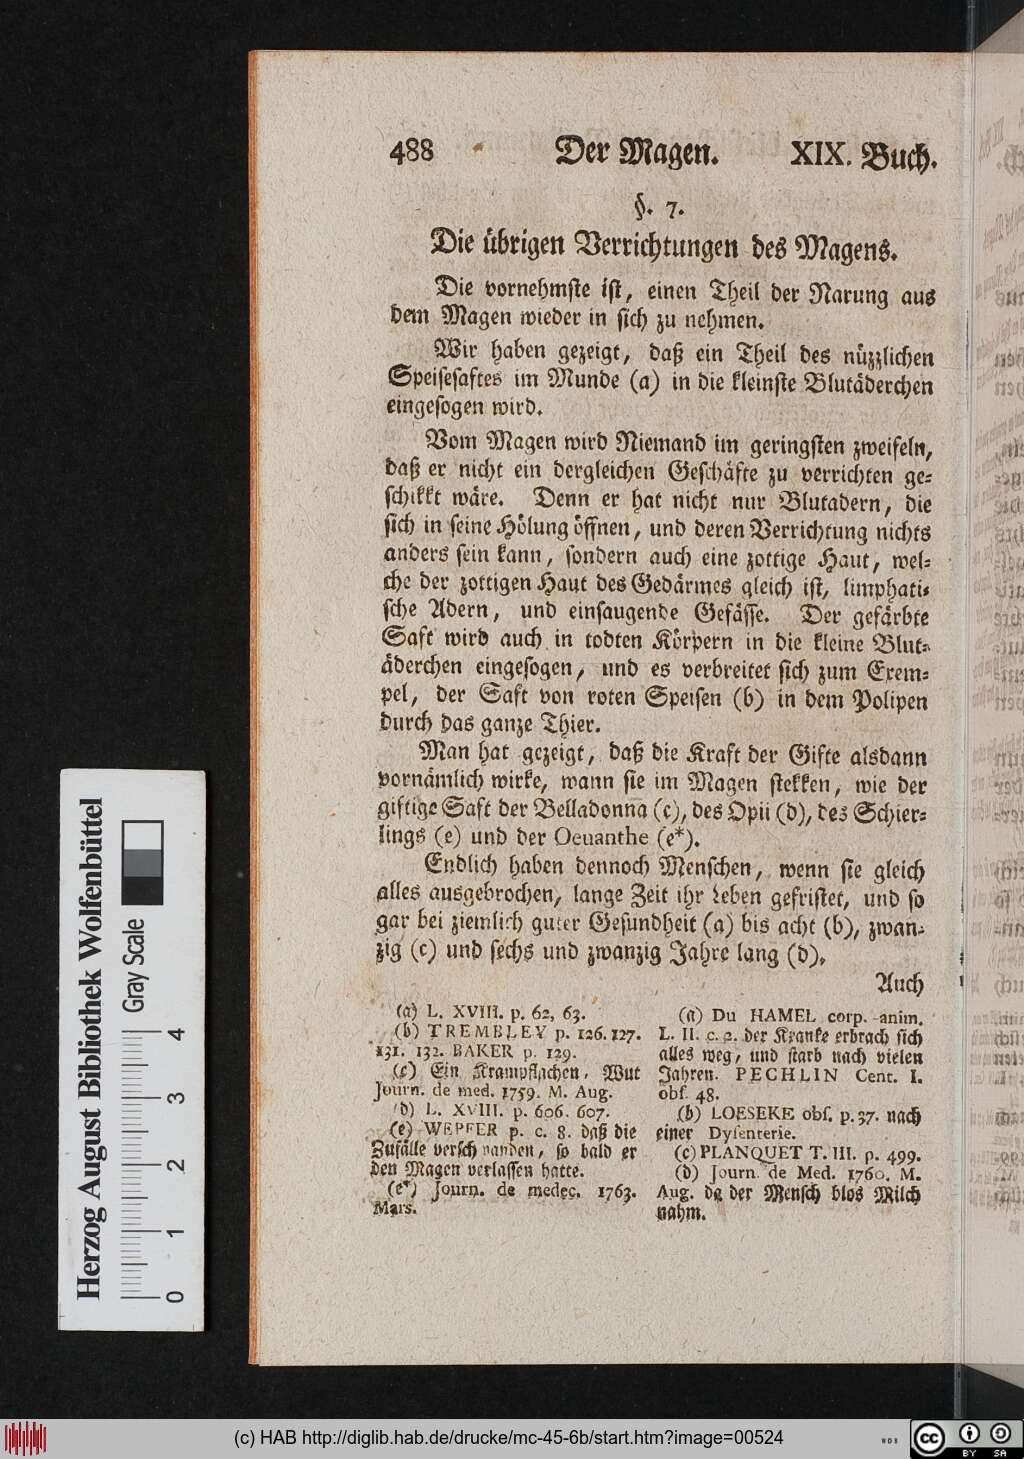 488 Der Magen. XIX. Buch.
§. 7.
Die übrigen Verrichtungen des Magens.
Die vornehmste ist, einen Theil der Narung aus
dem Magen wieder in sich zu nehmen.
Wir haben gezeigt, daß ein Theil des nüzzlichen
Speisesaftes im Munde (a) in die kleinste Blutäderchen
eingesogen wird.
Vom Magen wird Niemand im geringsten zweifeln,
daß er nicht ein dergleichen Geschäfte zu verrichten ge-
schikkt wäre. Denn er hat nicht nur Blutadern, die
sich in seine Hölung öffnen, und deren Verrichtung nichts
anders sein kann, sondern auch eine zottige Haut, wel-
che der zottigen Haut des Gedärmes gleich ist, limphati-
sche Adern, und einsaugende Gefässe. Der gefärbte
Saft wird auch in todten Körpern in die kleine Blut-
äderchen eingesogen, und es verbreitet sich zum Exem-
pel, der Saft von roten Speisen (b) in dem Polipen
durch das ganze Thier.
Man hat gezeigt, daß die Kraft der Gifte alsdann
vornämlich wirke, wann sie im Magen stekken, wie der
giftige Saft der Belladonna (c), des Opii (d), des Schier-
lings (e) und der Oeuanthe (e*).
Endlich haben dennoch Menschen, wenn sie gleich
alles ausgebrochen, lange Zeit ihr Leben gefristet, und so
gar bei ziemlich guter Gesundheit (a) bis acht (b), zwan-
zig (c) und sechs und zwanzig Jahre lang (d).
Auch
(a) L. XVIII. p. 62, 63.
(b) TREMBLEY p. 126. 127.
131. 132. BAKER p. 129.
(c) Ein Krampflachen, Wut
Journ. de med. 1759. M. Aug.
(d) L. XVIII. p. 606. 607.
(e) WEPFER p. c. 8. daß die
Zufälle verschwanden, so bald er
den Magen verlassen hatte.
(e*) Journ. de medec. 1763.
Mars.
(a) Du HAMEL corp. anim.
L. II. c. 2. der Kranke erbrach sich
alles weg, und starb nach vielen
Jahren. PECHLIN Cent. I.
obs. 48.
(b) LOESEKE obs. p. 37. nach
einer Dysenterie.
(c) PLANQUET T. III. p. 499.
(d) Journ. de Med. 1760. M.
Aug. da der Mensch blos Milch
nahm.
Herzog August Bibliothek Wolfenbüttel
Gray Scale
0 1 2 3 4
(c) HAB http://diglib.hab.de/drucke/mc-45-6b/start.htm?image=00524
WDB
cc BY SA